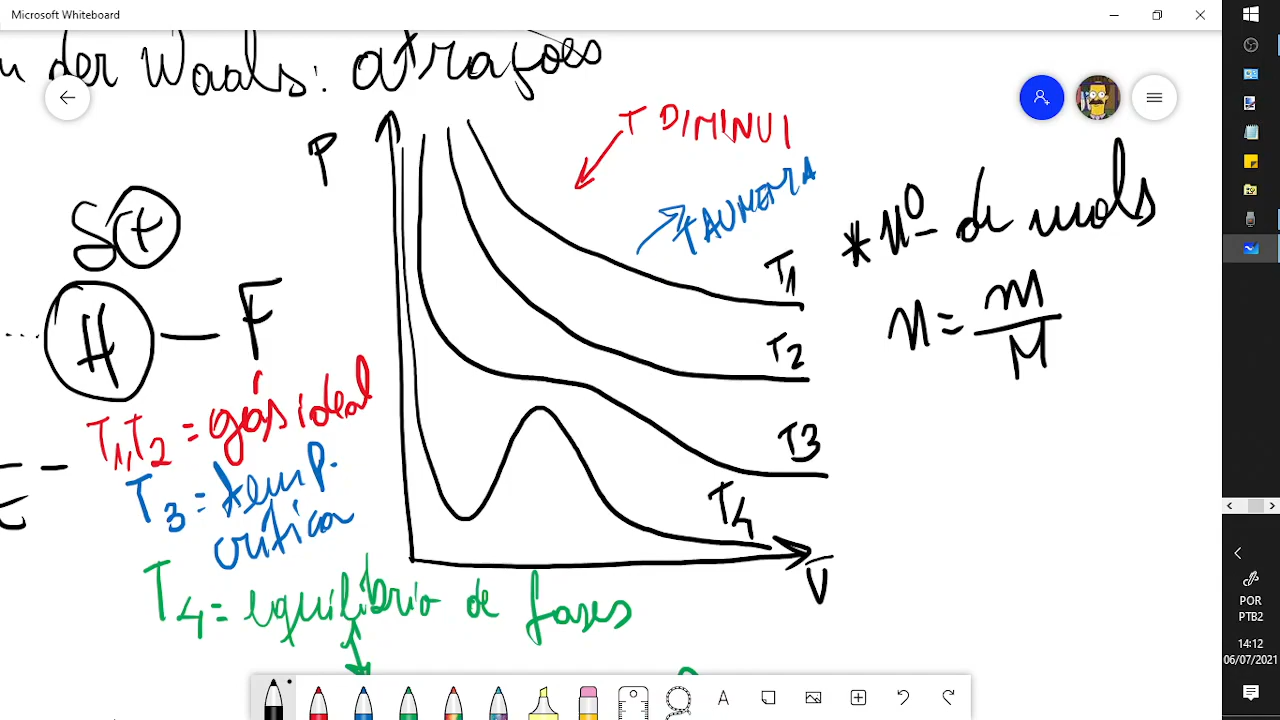 Microsoft Whiteboard
der Waals: atrações
P
T DIMINUI
T AUMENTA
δ+
H — F
* nº de mols
n = m/M
T1
T2
T3
T4
V̅
T1,T2 = gás ideal
T3 = temp.
crítica
T4 = equilíbrio de fases
A
POR
PTB2
14:12
06/07/2021